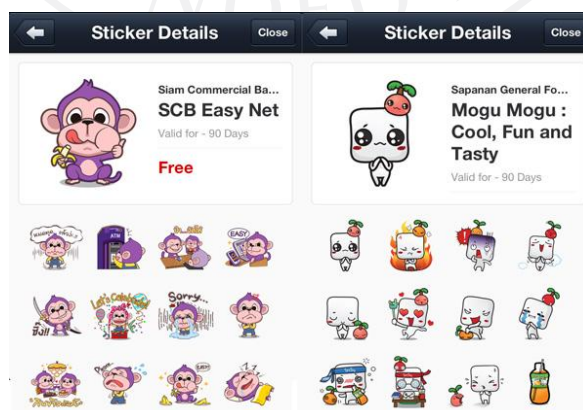 Sticker Details
Close
Siam Commercial Ba...
SCB Easy Net
Valid for - 90 Days
Free
ATM
EASY
Let's Celebrate!
Sorry...
Sticker Details
Close
Sapanan General Fo...
Mogu Mogu :
Cool, Fun and
Tasty
Valid for - 90 Days